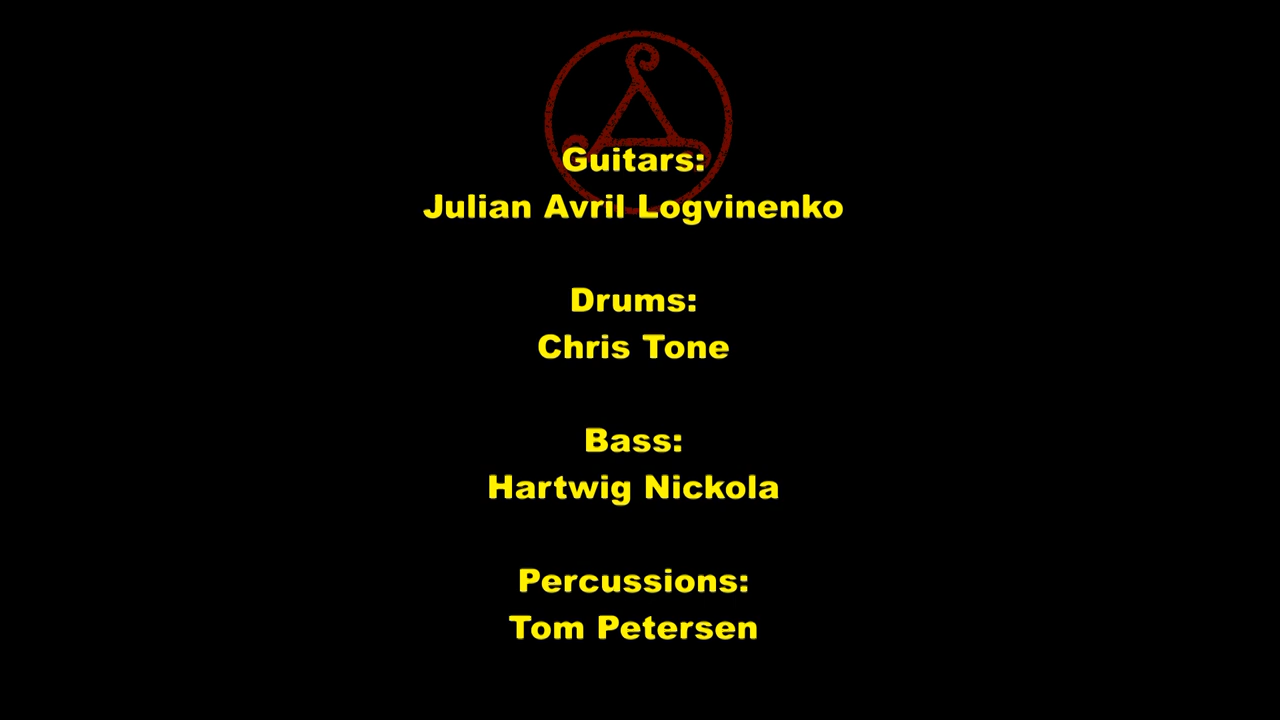 Guitars:
Julian Avril Logvinenko
Drums:
Chris Tone
Bass:
Hartwig Nickola
Percussions:
Tom Petersen